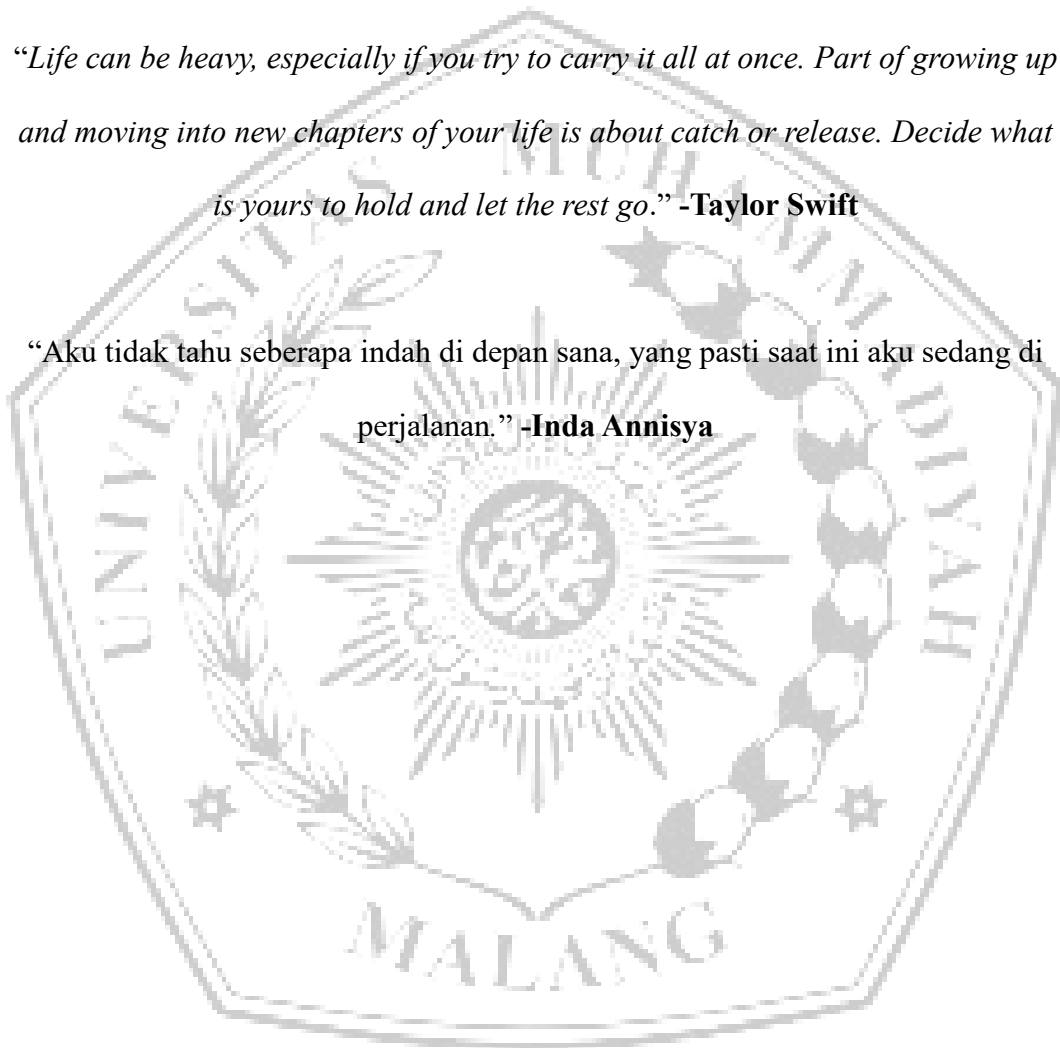 “Life can be heavy, especially if you try to carry it all at once. Part of growing up
and moving into new chapters of your life is about catch or release. Decide what
is yours to hold and let the rest go.” -Taylor Swift
“Aku tidak tahu seberapa indah di depan sana, yang pasti saat ini aku sedang di
perjalanan.” -Inda Annisya
UNIVERSITAS MUHAMMADIYAH
MALANG